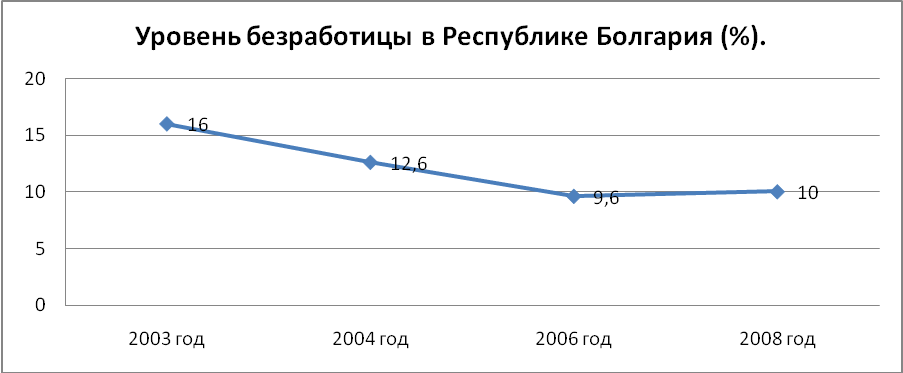 Уровень безработицы в Республике Болгария (%).
20
15
10
5
0
16
12,6
9,6
10
2003 год
2004 год
2006 год
2008 год